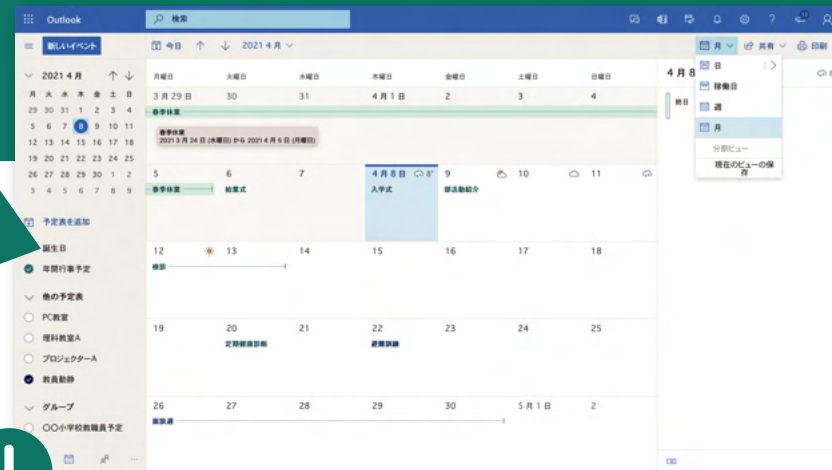 Outlook
検索
新しいイベント
今日 ↑ ↓ 2021 4月
月
共有
印刷
2021 4月 ↑ ↓
月 火 水 木 金 土 日
29 30 31 1 2 3 4
5 6 7 8 9 10 11
12 13 14 15 16 17 18
19 20 21 22 23 24 25
26 27 28 29 30 1 2
3 4 5 6 7 8 9
予定表を追加
誕生日
年間行事予定
他の予定表
PC教室
理科教室A
プロジェクターA
教員動静
グループ
〇〇小学校教職員予定
月曜日 火曜日 水曜日 木曜日 金曜日 土曜日 日曜日
3月29日 30 31 4月1日 2 3 4
春季休業
春季休業
2021 3月24日 (水曜日) から 2021 4月5日 (月曜日)
5 6 7 4月8日 8° 9 10 11
春季休業 始業式 入学式 部活動紹介
12 13 14 15 16 17 18
検診
19 20 21 22 23 24 25
定期健康診断 避難訓練
26 27 28 29 30 5月1日 2
面談週
4月8
終日
日
稼働日
週
月
分割ビュー
現在のビューの保存